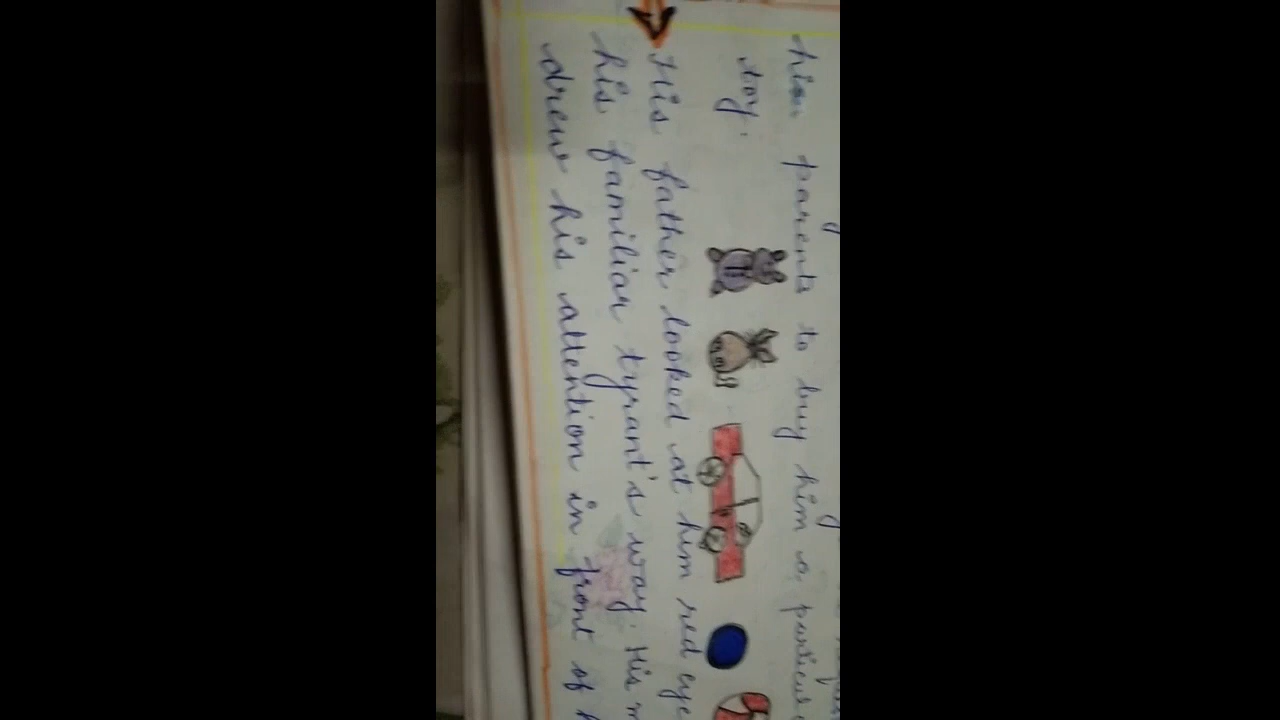 his parents to buy him a
toy.
His father looked at him red eye
his familiar tyrant's way. His
drew his attention in front of